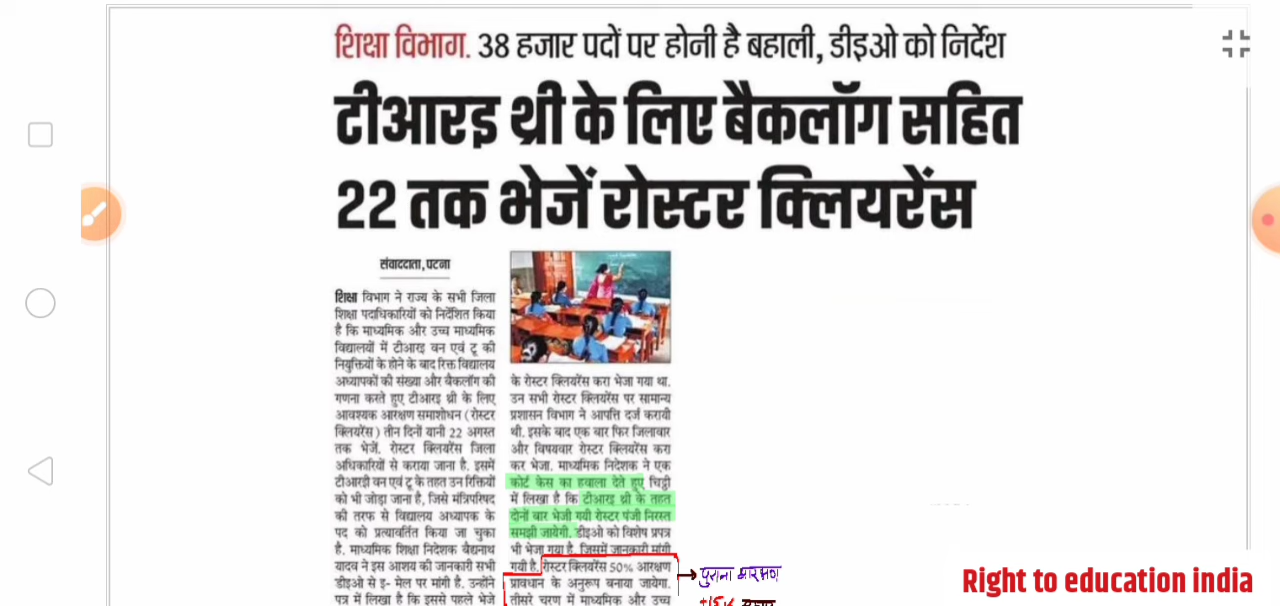 शिक्षा विभाग. 38 हजार पदों पर होनी है बहाली, डीइओ को निर्देश
टीआरइ थ्री के लिए बैकलॉग सहित
22 तक भेजें रोस्टर क्लियरेंस
संवाददाता, पटना
शिक्षा विभाग ने राज्य के सभी जिला
शिक्षा पदाधिकारियों को निर्देशित किया
है कि माध्यमिक और उच्च माध्यमिक
विद्यालयों में टीआरइ वन एवं टू की
नियुक्तियों के होने के बाद रिक्त विद्यालय
अध्यापकों की संख्या और बैकलॉग की
गणना करते हुए टीआरइ थ्री के लिए
आवश्यक आरक्षण समाशोधन (रोस्टर
क्लियरेंस ) तीन दिनों यानी 22 अगस्त
तक भेजें. रोस्टर क्लियरेंस जिला
अधिकारियों से कराया जाना है. इसमें
टीआरइी वन एवं टू के तहत उन रिक्तियों
को भी जोड़ा जाना है, जिसे मंत्रिपरिषद
की तरफ से विद्यालय अध्यापक के
पद को प्रत्यावर्तित किया जा चुका
है. माध्यमिक शिक्षा निदेशक बैद्यनाथ
यादव ने इस आशय की जानकारी सभी
डीइओ से इ- मेल पर मांगी है. उन्होंने
पत्र में लिखा है कि इससे पहले भेजे
के रोस्टर क्लियरेंस करा भेजा गया था.
उन सभी रोस्टर क्लियरेंस पर सामान्य
प्रशासन विभाग ने आपत्ति दर्ज करायी
थी. इसके बाद एक बार फिर जिलावार
और विषयवार रोस्टर क्लियरेंस करा
कर भेजा. माध्यमिक निदेशक ने एक
कोर्ट केस का हवाला देते हुए चिट्ठी
में लिखा है कि टीआरइ थ्री के तहत
दोनों बार भेजी गयी रोस्टर पंजी निरस्त
समझी जायेगी. डीइओ को विशेष प्रपत्र
भी भेजा गया है. जिसमें जानकारी मांगी
गयी है. रोस्टर क्लियरेंस 50% आरक्षण
प्रावधान के अनुरूप बनाया जायेगा.
तीसरे चरण में माध्यमिक और उच्च
पुराना आरक्षण
Right to education india